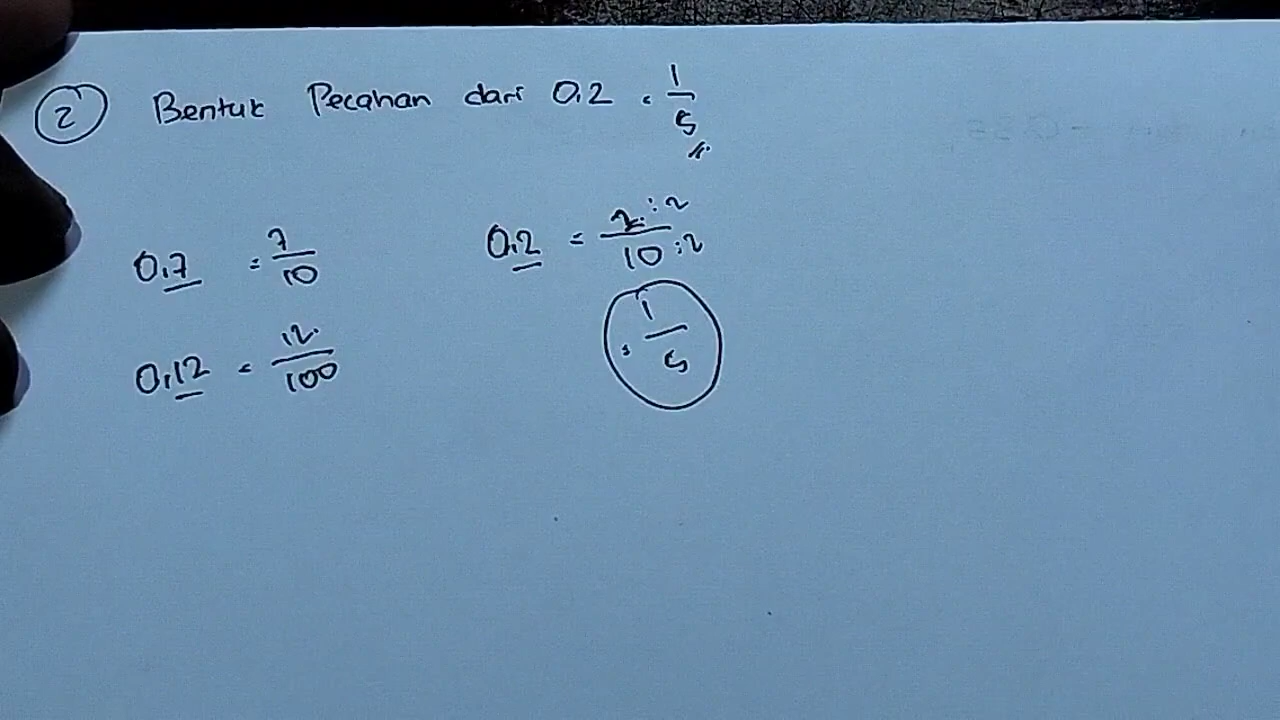 2 Bentuk Pecahan dari 0,2 = 1/5
0,7 = 7/10
0,12 = 12/100
0,2 = 2:2/10:2
= 1/5